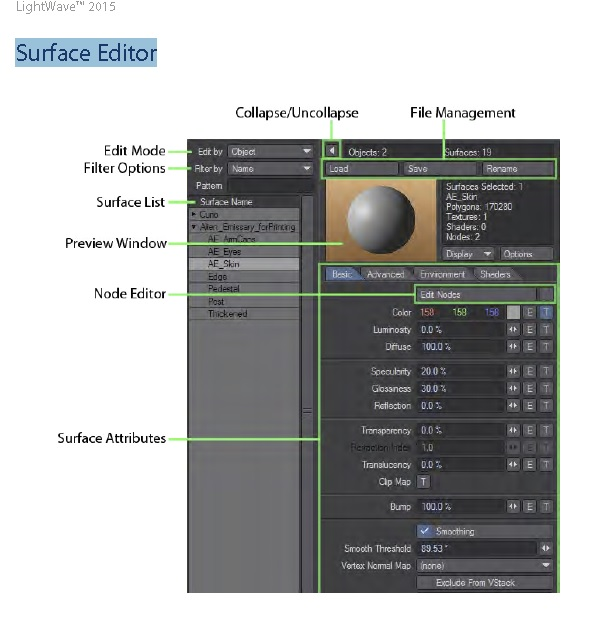 LightWave™ 2015
Surface Editor
Collapse/Uncollapse
File Management
Edit Mode
Edit by Object
Objects: 2
Surfaces: 19
Filter Options
Filter by Name
Load
Save
Rename
Pattern
Surface List
Surface Name
Surfaces Selected: 1
AE_Skin
Polygons: 170280
Textures: 1
Shaders: 0
Nodes: 2
Curio
Alien_Emissary_forPrinting
Preview Window
AE_ArmCaps
AE_Eyes
Display
Options
AE_Skin
Edge
Pedestal
Post
Thickened
Basic
Advanced
Environment
Shaders
Node Editor
Edit Nodes
Color 158 158 158 E T
Luminosity 0.0 % E T
Diffuse 100.0 % E T
Specularity 20.0 % E T
Glossiness 30.0 % E T
Reflection 0.0 % E T
Surface Attributes
Transparency 0.0 % E T
Refraction Index 1.0 E T
Translucency 0.0 % E T
Clip Map T
Bump 100.0 % E T
Smoothing
Smooth Threshold 89.53 °
Vertex Normal Map (none)
Exclude From VStack